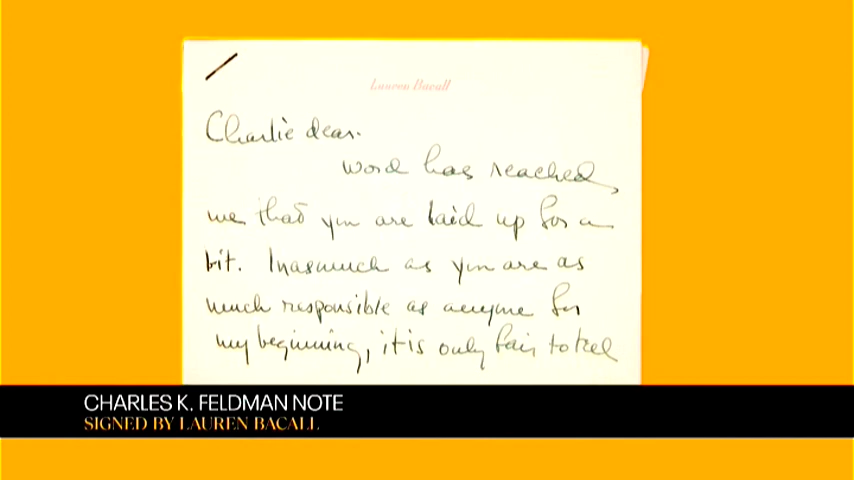 Lauren Bacall
Charlie dear.
word has reached
me that you are laid up for a
bit. Inasmuch as you are as
much responsible as anyone for
my beginning, it is only fair to
CHARLES K. FELDMAN NOTE
SIGNED BY LAUREN BACALL